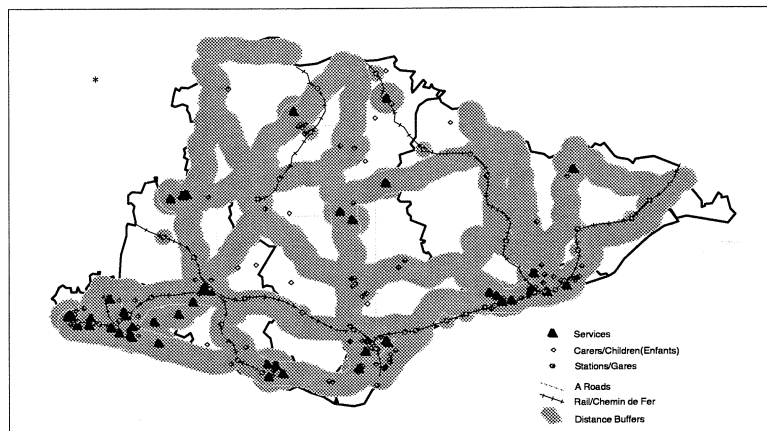 *
Services
Carers/Children(Enfants)
Stations/Gares
A Roads
Rail/Chemin de Fer
Distance Buffers